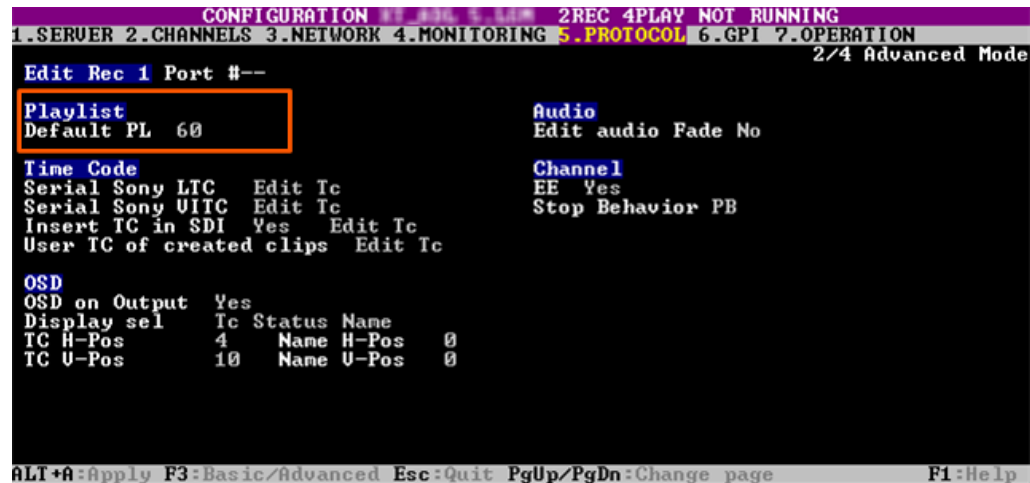 CONFIGURATION 2REC 4PLAY NOT RUNNING
1.SERVER 2.CHANNELS 3.NETWORK 4.MONITORING 5.PROTOCOL 6.GPI 7.OPERATION
2/4 Advanced Mode
Edit Rec 1 Port #--
Playlist
Default PL 60
Audio
Edit audio Fade No
Time Code
Serial Sony LTC Edit Tc
Serial Sony VITC Edit Tc
Insert TC in SDI Yes Edit Tc
User TC of created clips Edit Tc
Channel
EE Yes
Stop Behavior PB
OSD
OSD on Output Yes
Display sel Tc Status Name
TC H-Pos 4 Name H-Pos 0
TC V-Pos 10 Name V-Pos 0
ALT+A:Apply F3:Basic/Advanced Esc:Quit PgUp/PgDn:Change page F1:Help